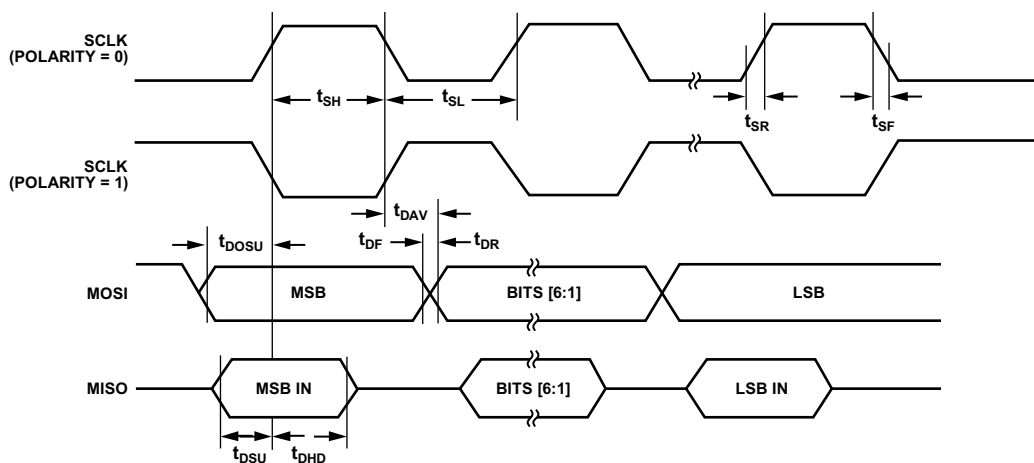 SCLK
(POLARITY = 0)
tSH
tSL
tSR
tSF
SCLK
(POLARITY = 1)
tDAV
tDOSU
tDF
tDR
MOSI
MSB
BITS [6:1]
LSB
MISO
MSB IN
BITS [6:1]
LSB IN
tDSU
tDHD